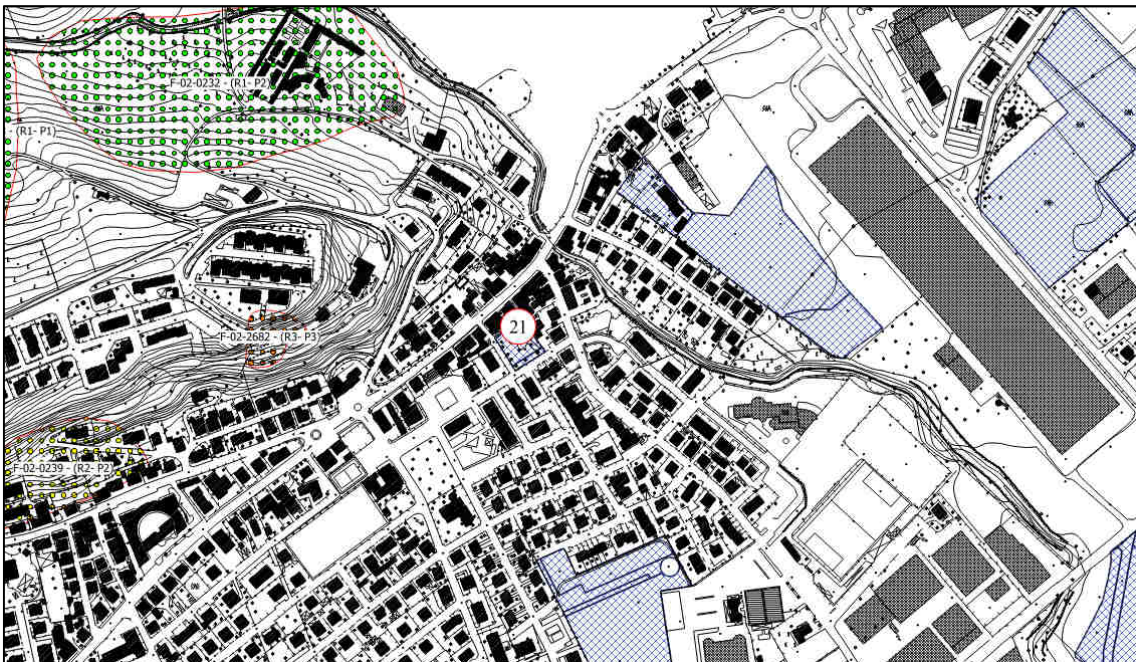 F-02-0232 - (R1- P2)
- (R1- P1)
21
F-02-2682 - (R3- P3)
F-02-0239 - (R2- P2)